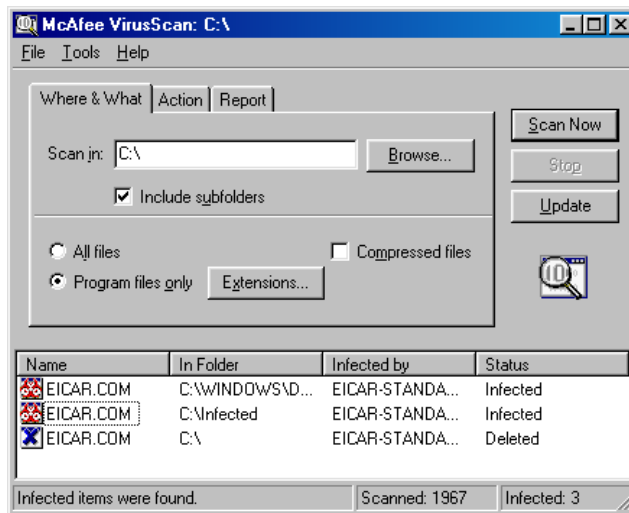 McAfee VirusScan: C:\
File Tools Help
Where & What Action Report
Scan in: C:\ Browse...
Include subfolders
All files Compressed files
Program files only Extensions...
Scan Now
Stop
Update
Name In Folder Infected by Status
EICAR.COM C:\WINDOWS\D... EICAR-STANDA... Infected
EICAR.COM C:\Infected EICAR-STANDA... Infected
EICAR.COM C:\ EICAR-STANDA... Deleted
Infected items were found. Scanned: 1967 Infected: 3